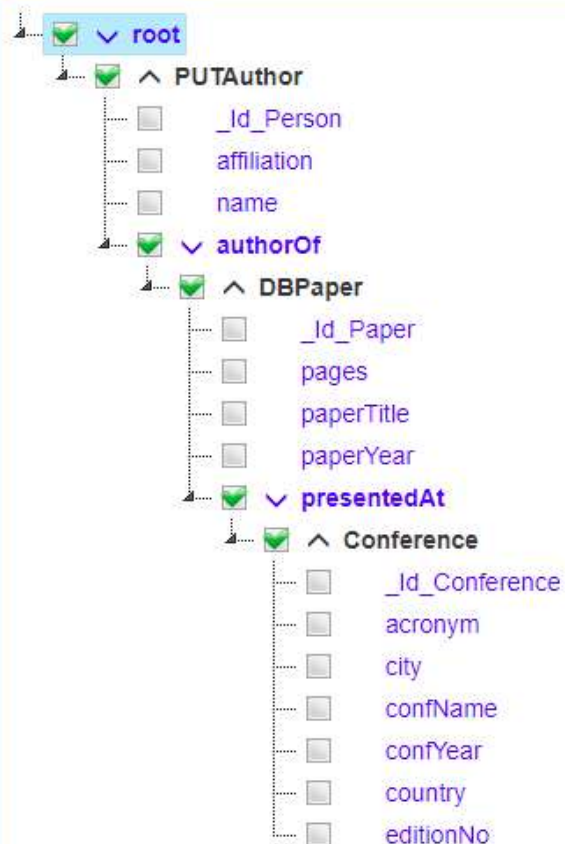 root
PUTAuthor
_Id_Person
affiliation
name
authorOf
DBPaper
_Id_Paper
pages
paperTitle
paperYear
presentedAt
Conference
_Id_Conference
acronym
city
confName
confYear
country
editionNo